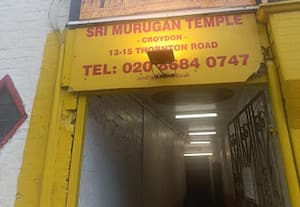 SRI MURUGAN TEMPLE
- CROYDON -
13-15 THORNTON ROAD
TEL: 020 8684 0747